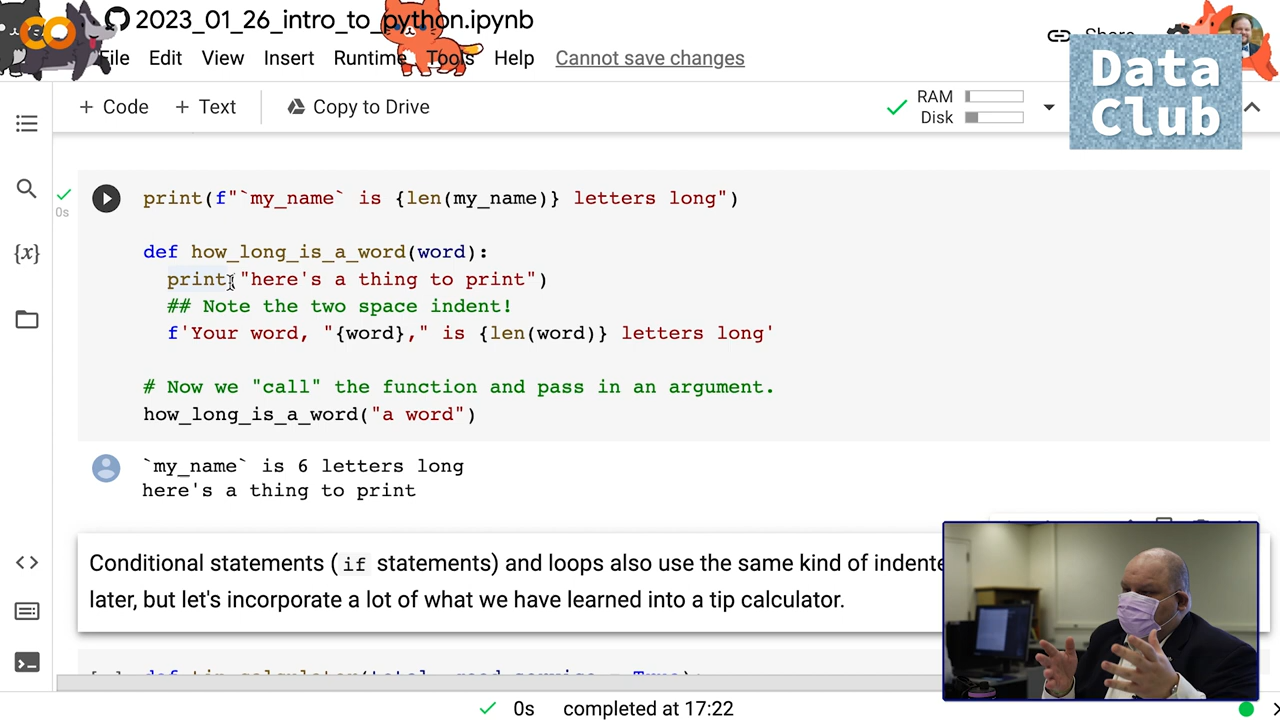 2023_01_26_intro_to_python.ipynb
File Edit View Insert Runtime Tools Help Cannot save changes
Share
Data
Club
+ Code + Text Copy to Drive
RAM
Disk
{x}
0s
print(f"`my_name` is {len(my_name)} letters long")
def how_long_is_a_word(word):
print("here's a thing to print")
## Note the two space indent!
f'Your word, "{word}," is {len(word)} letters long'
# Now we "call" the function and pass in an argument.
how_long_is_a_word("a word")
`my_name` is 6 letters long
here's a thing to print
Conditional statements (if statements) and loops also use the same kind of indente
later, but let's incorporate a lot of what we have learned into a tip calculator.
0s completed at 17:22